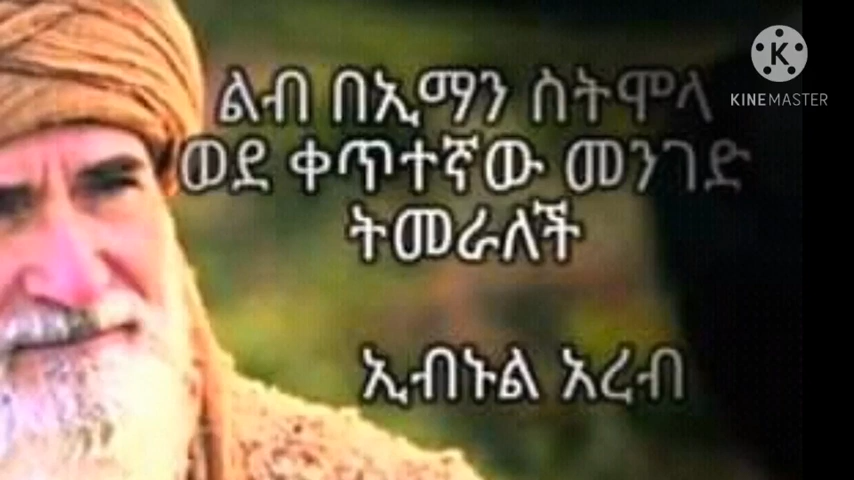 ልብ በኢማን ስትሞላ
ወደ ቀጥተኛው መንገድ
ትመራለች
ኢብኑል አረብ
K
KINEMASTER